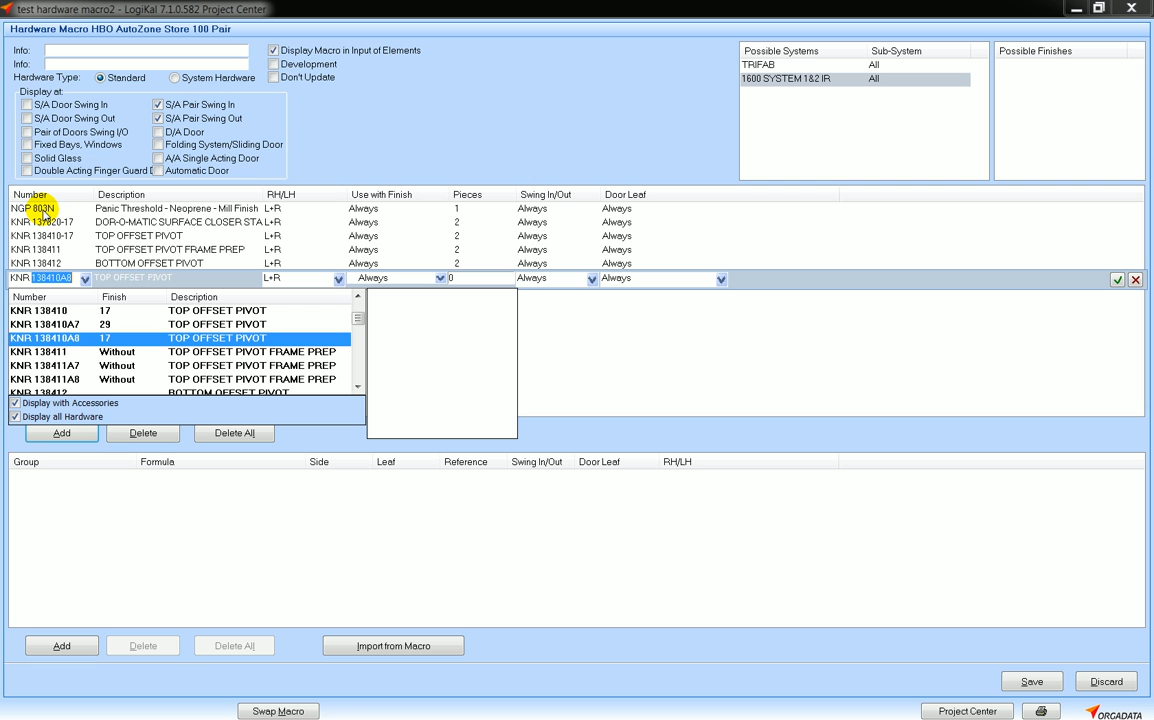 test hardware macro2 - LogiKal 7.1.0.582 Project Center
Hardware Macro HBO AutoZone Store 100 Pair
Info:
Info:
Hardware Type: Standard System Hardware
Display Macro in Input of Elements
Development
Don't Update
Display at:
S/A Door Swing In S/A Pair Swing In
S/A Door Swing Out S/A Pair Swing Out
Pair of Doors Swing I/O D/A Door
Fixed Bays, Windows Folding System/Sliding Door
Solid Glass A/A Single Acting Door
Double Acting Finger Guard D Automatic Door
Possible Systems Sub-System
TRIFAB All
1600 SYSTEM 1&2 IR All
Possible Finishes
Number Description RH/LH Use with Finish Pieces Swing In/Out Door Leaf
NGP 803N Panic Threshold - Neoprene - Mill Finish L+R Always 1 Always Always
KNR 137820-17 DOR-O-MATIC SURFACE CLOSER STA L+R Always 2 Always Always
KNR 138410-17 TOP OFFSET PIVOT L+R Always 2 Always Always
KNR 138411 TOP OFFSET PIVOT FRAME PREP L+R Always 2 Always Always
KNR 138412 BOTTOM OFFSET PIVOT L+R Always 2 Always Always
KNR 138410A8 TOP OFFSET PIVOT L+R Always 0 Always Always
Number Finish Description
KNR 138410 17 TOP OFFSET PIVOT
KNR 138410A7 29 TOP OFFSET PIVOT
KNR 138410A8 17 TOP OFFSET PIVOT
KNR 138411 Without TOP OFFSET PIVOT FRAME PREP
KNR 138411A7 Without TOP OFFSET PIVOT FRAME PREP
KNR 138411A8 Without TOP OFFSET PIVOT FRAME PREP
KNR 138412 BOTTOM OFFSET PIVOT
Display with Accessories
Display all Hardware
Add Delete Delete All
Group Formula Side Leaf Reference Swing In/Out Door Leaf RH/LH
Add Delete Delete All Import from Macro
Save Discard
Swap Macro Project Center ORGADATA